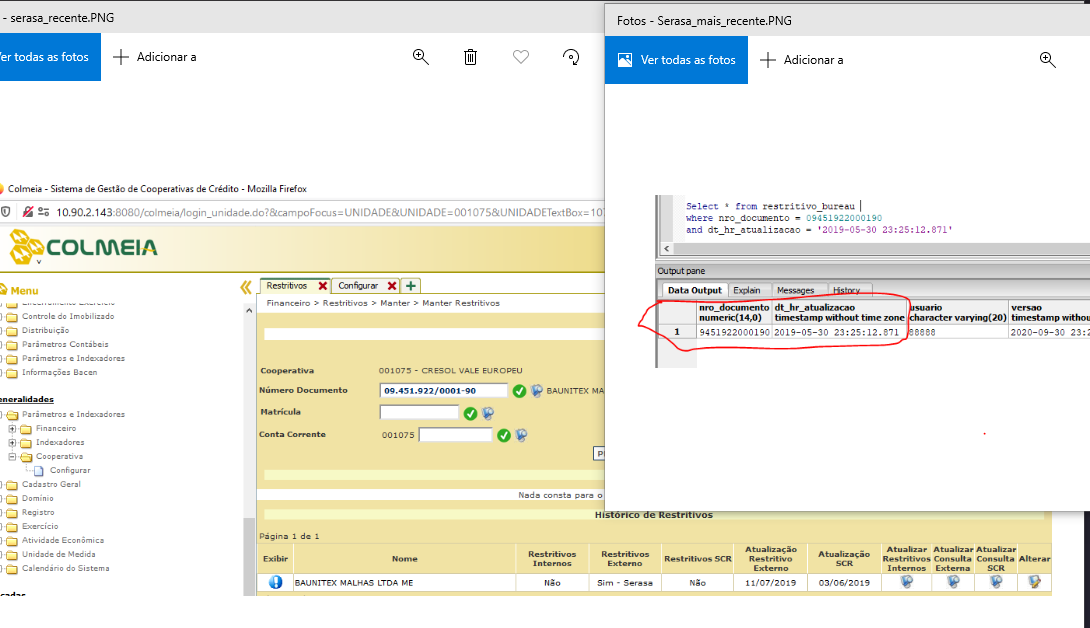 - serasa_recente.PNG
er todas as fotos
Adicionar a
Colmeia - Sistema de Gestão de Cooperativas de Crédito - Mozilla Firefox
10.90.2.143:8080/colmeia/login_unidade.do?&campoFocus=UNIDADE&UNIDADE=001075&UNIDADETextBox=107
COLMEIA
Menu
Encerramento Exercício
Controle do Imobilizado
Distribuição
Parâmetros Contábeis
Parâmetros e Indexadores
Informações Bacen
eneralidades
Parâmetros e Indexadores
Financeiro
Indexadores
Cooperativa
Configurar
Cadastro Geral
Domínio
Registro
Exercício
Atividade Econômica
Unidade de Medida
Calendário do Sistema
Restritivos
Configurar
Financeiro > Restritivos > Manter > Manter Restritivos
Cooperativa 001075 - CRESOL VALE EUROPEU
Número Documento 09.451.922/0001-90 BAUNITEX MA
Matrícula
Conta Corrente 001075
Nada consta para o
Histórico de Restritivos
Página 1 de 1
Exibir Nome Restritivos Internos Restritivos Externo Restritivos SCR Atualização Restritivo Externo Atualização SCR Atualizar Restritivos Internos Atualizar Consulta Externa Atualizar Consulta SCR Alterar
BAUNITEX MALHAS LTDA ME Não Sim - Serasa Não 11/07/2019 03/06/2019
Fotos - Serasa_mais_recente.PNG
Ver todas as fotos
Adicionar a
Select * from restritivo_bureau
where nro_documento = 09451922000190
and dt_hr_atualizacao = '2019-05-30 23:25:12.871'
Output pane
Data Output Explain Messages History
nro_documento dt_hr_atualizacao usuario versao
numeric(14,0) timestamp without time zone character varying(20) timestamp withou
1 9451922000190 2019-05-30 23:25:12.871 88888 2020-09-30 23:2